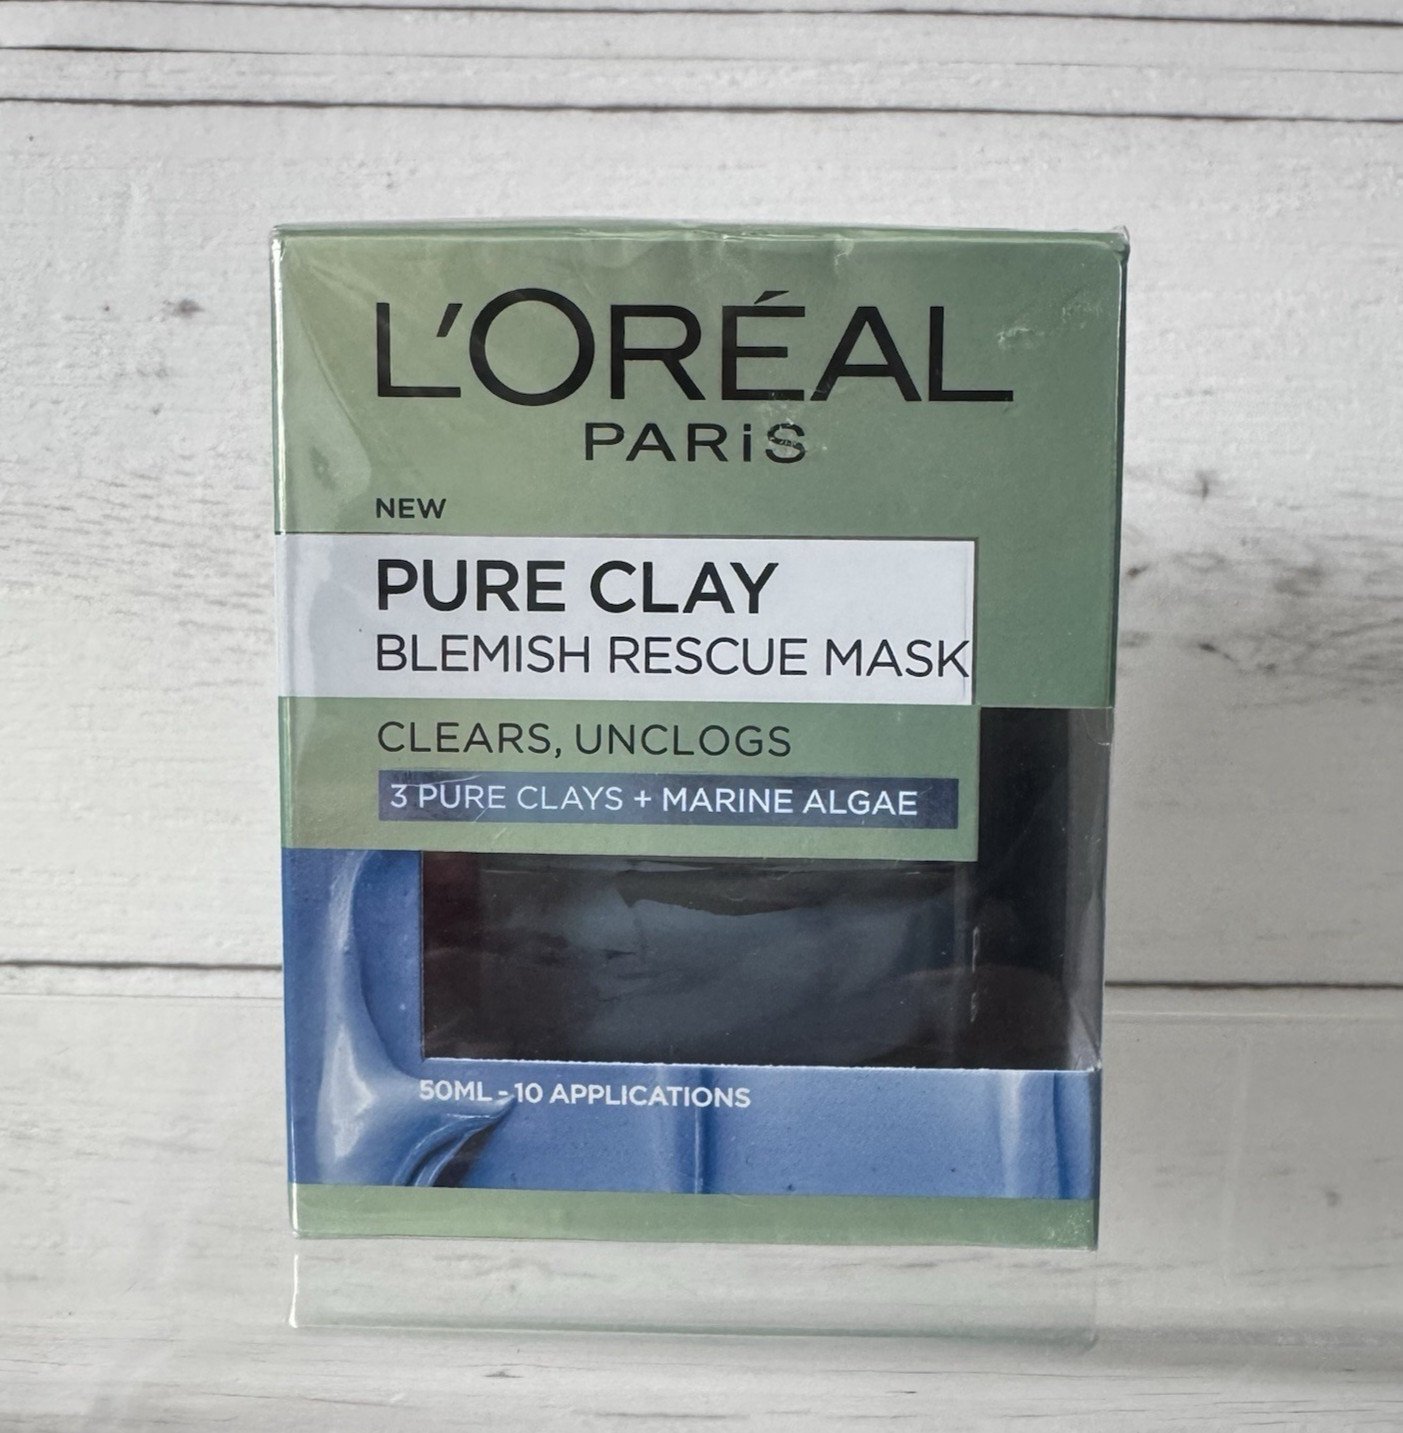 L'ORÉAL
PARiS
NEW
PURE CLAY
BLEMISH RESCUE MASK
CLEARS, UNCLOGS
3 PURE CLAYS + MARINE ALGAE
50ML - 10 APPLICATIONS